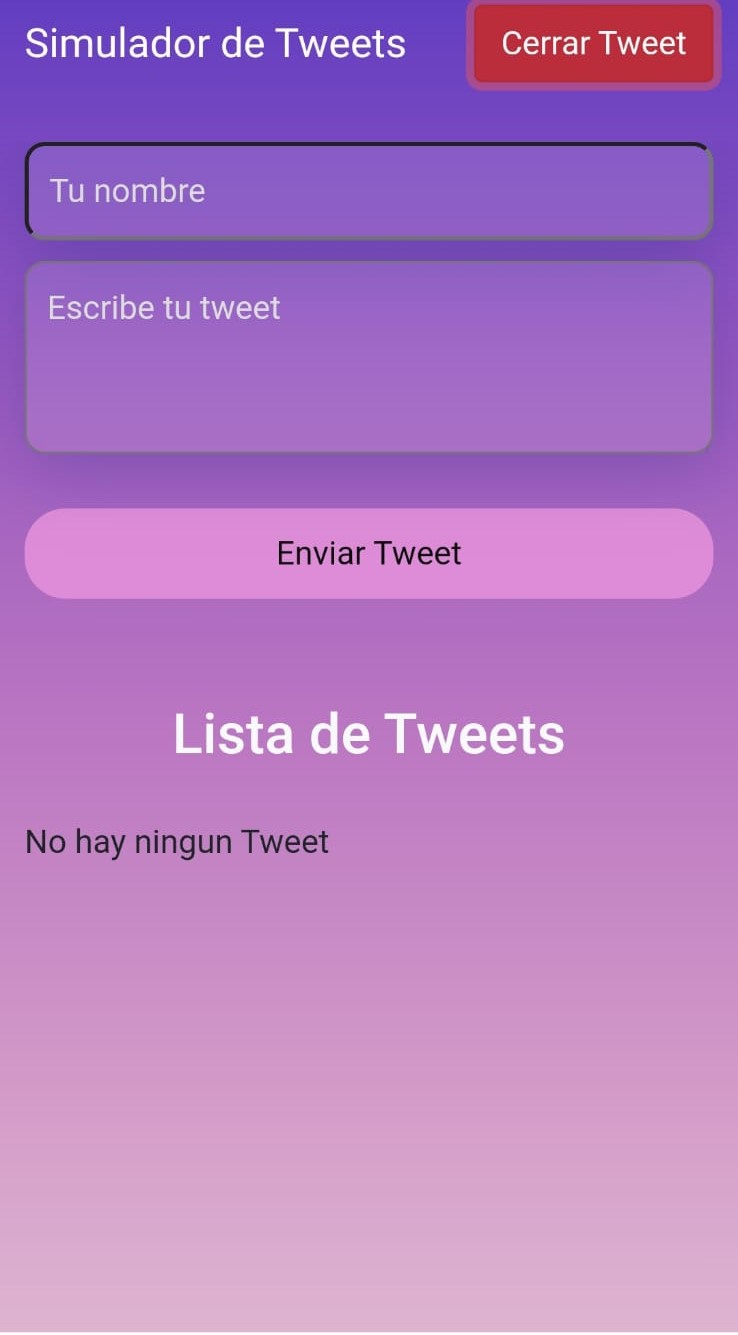 Simulador de Tweets
Cerrar Tweet
Tu nombre
Escribe tu tweet
Enviar Tweet
Lista de Tweets
No hay ningun Tweet